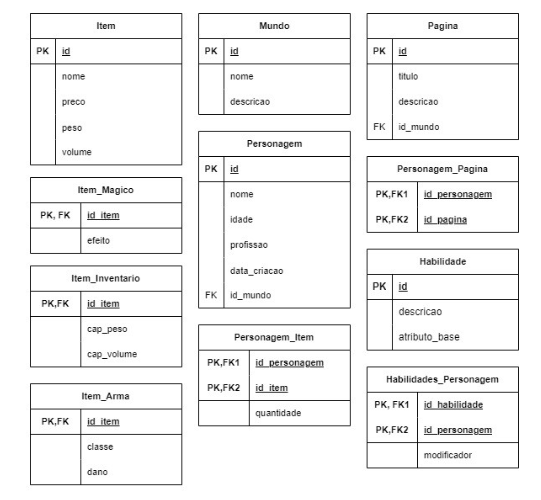 Item
PK id
nome
preco
peso
volume
Item_Magico
PK, FK id_item
efeito
Item_Inventario
PK,FK id_item
cap_peso
cap_volume
Item_Arma
PK,FK id_item
classe
dano
Mundo
PK id
nome
descricao
Personagem
PK id
nome
idade
profissao
data_criacao
FK id_mundo
Personagem_Item
PK,FK1 id_personagem
PK,FK2 id_item
quantidade
Pagina
PK id
titulo
descricao
FK id_mundo
Personagem_Pagina
PK,FK1 id_personagem
PK,FK2 id_pagina
Habilidade
PK id
descricao
atributo_base
Habilidades_Personagem
PK, FK1 id_habilidade
PK,FK2 id_personagem
modificador